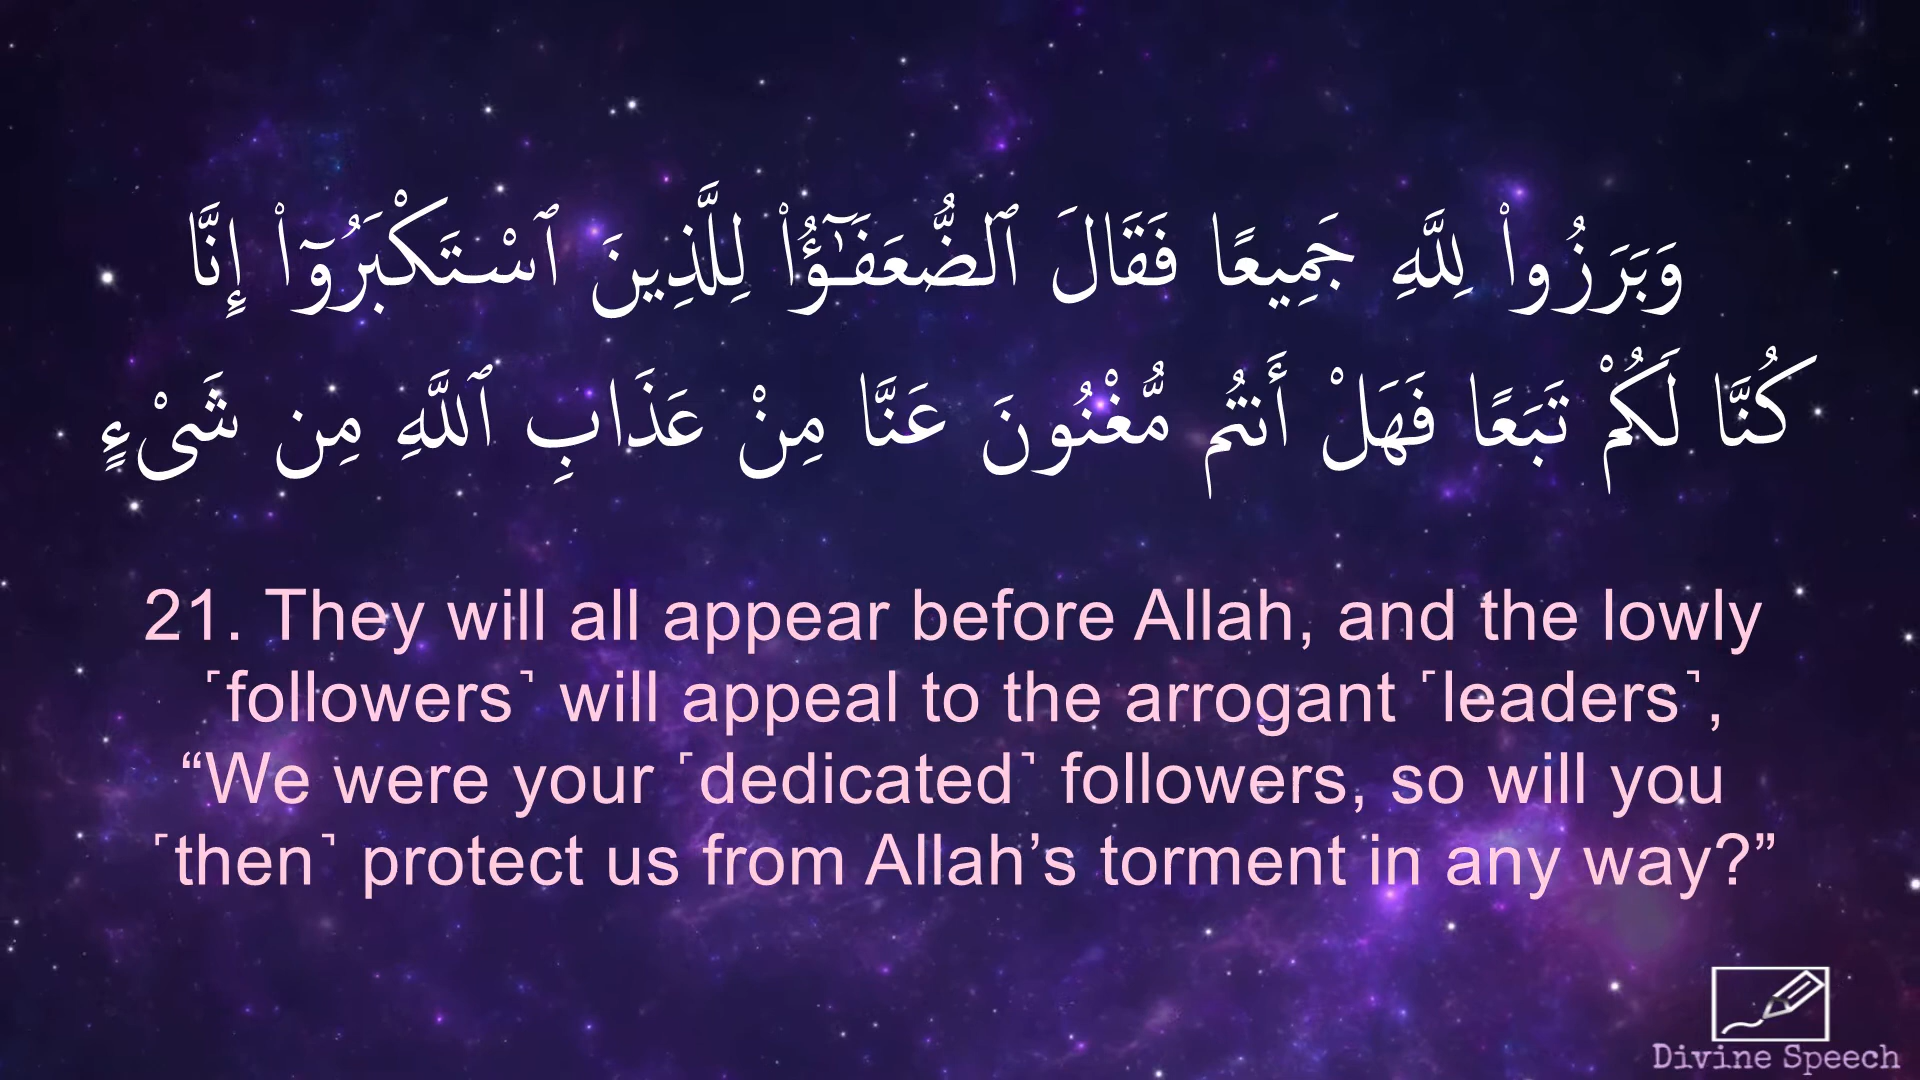 وَبَرَزُوا۟ لِلَّهِ جَمِيعًا فَقَالَ ٱلضُّعَفَـٰٓؤُا۟ لِلَّذِينَ ٱسْتَكْبَرُوٓا۟ إِنَّا
كُنَّا لَكُمْ تَبَعًا فَهَلْ أَنتُم مُّغْنُونَ عَنَّا مِنْ عَذَابِ ٱللَّهِ مِن شَىْءٍ
21. They will all appear before Allah, and the lowly
˹followers˺ will appeal to the arrogant ˹leaders˺,
“We were your ˹dedicated˺ followers, so will you
˹then˺ protect us from Allah’s torment in any way?”
Divine Speech